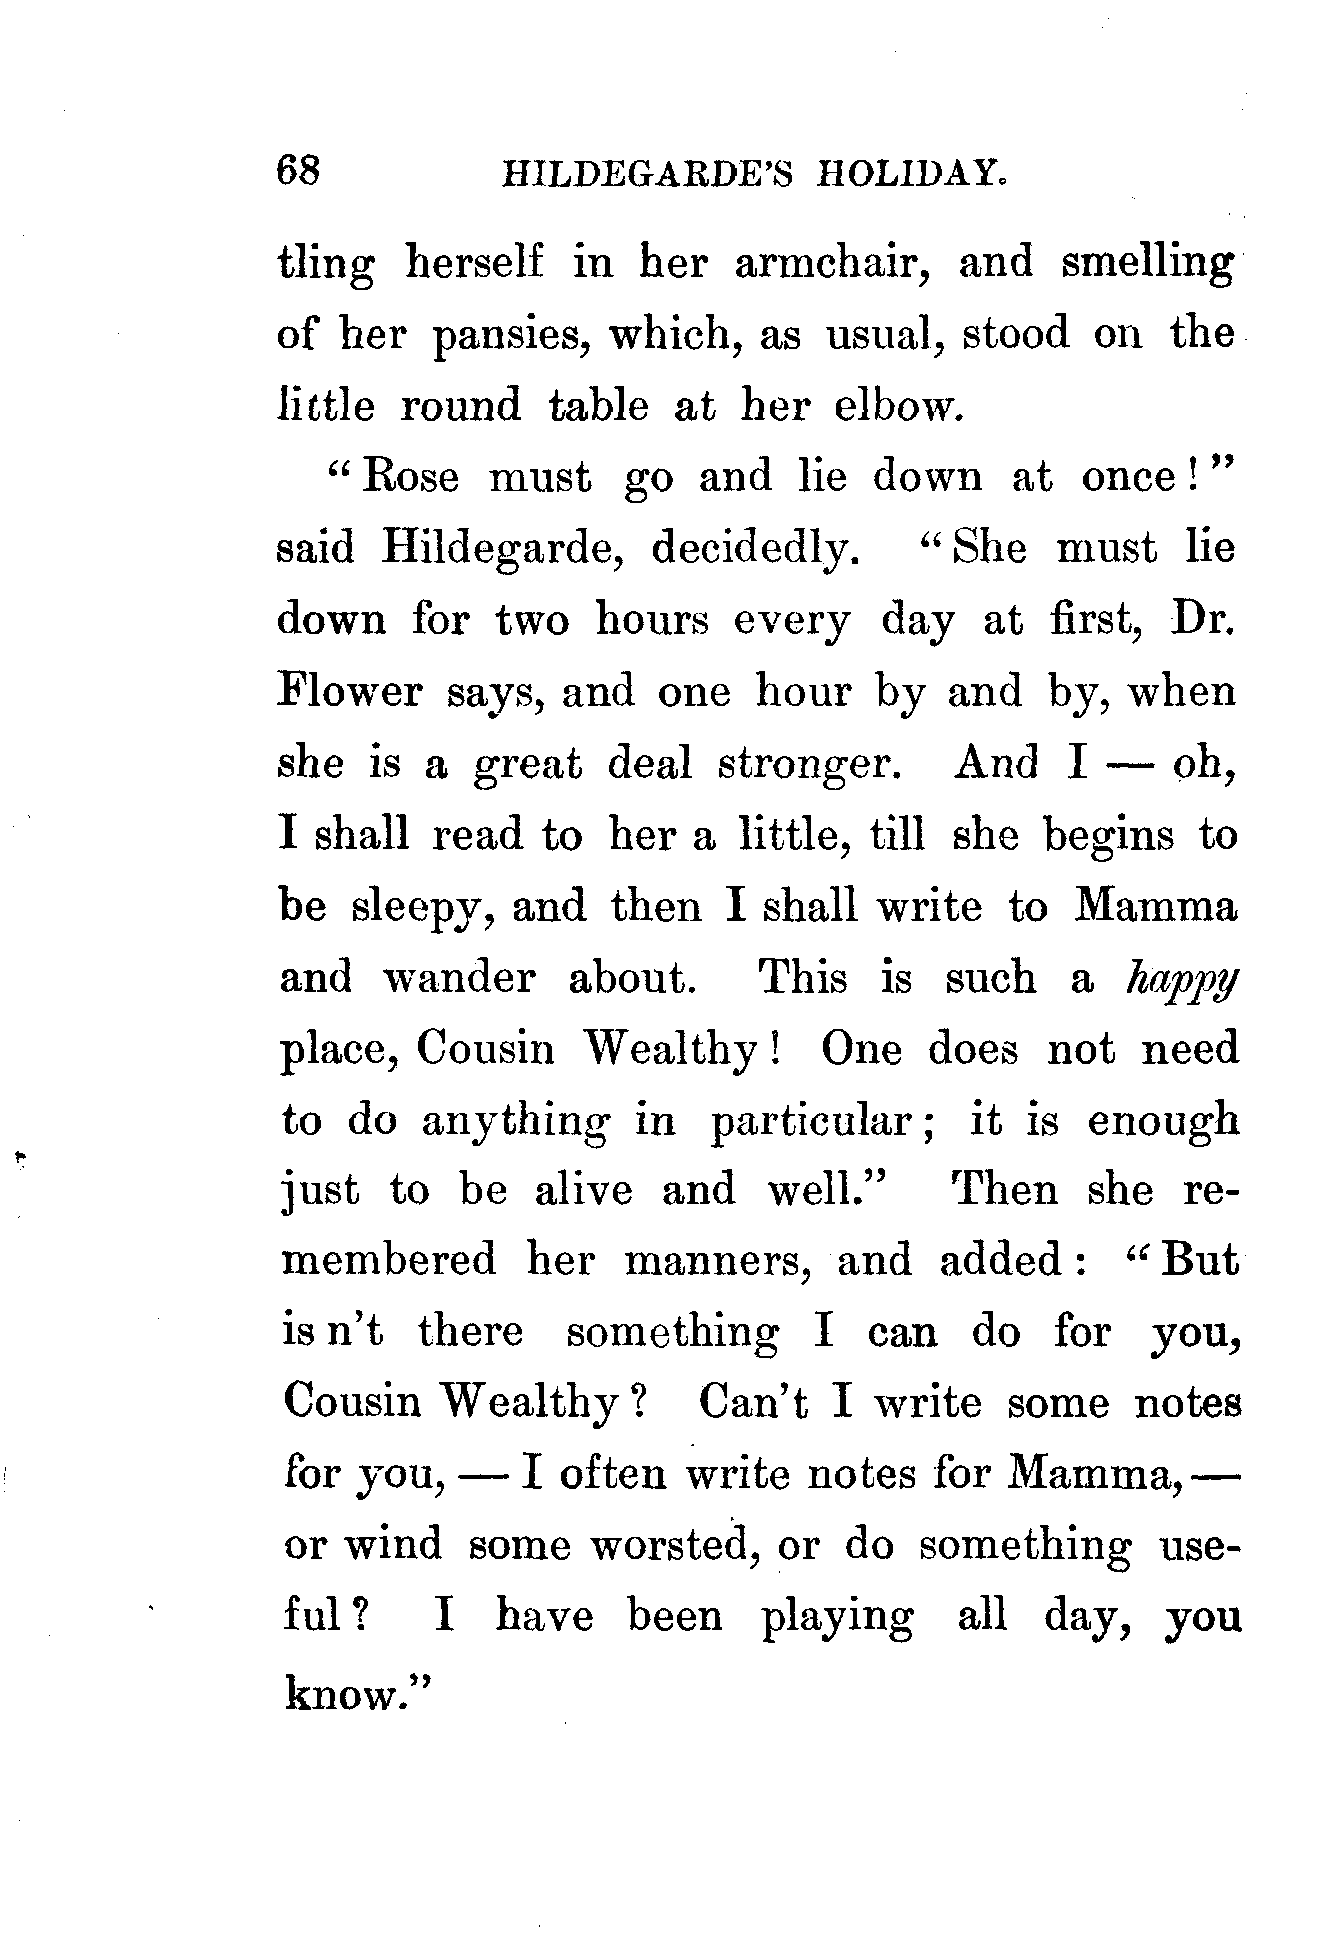 68 HILDEGARDE'S HOLIDAY.
tling herself in her armchair, and smelling
of her pansies, which, as usual, stood on the
little round table at her elbow.
"Rose must go and lie down at once!"
said Hildegarde, decidedly. "She must lie
down for two hours every day at first, Dr.
Flower says, and one hour by and by, when
she is a great deal stronger. And I — oh,
I shall read to her a little, till she begins to
be sleepy, and then I shall write to Mamma
and wander about. This is such a happy
place, Cousin Wealthy! One does not need
to do anything in particular; it is enough
just to be alive and well." Then she re-
membered her manners, and added: "But
is n't there something I can do for you,
Cousin Wealthy? Can't I write some notes
for you, — I often write notes for Mamma, —
or wind some worsted, or do something use-
ful? I have been playing all day, you
know."